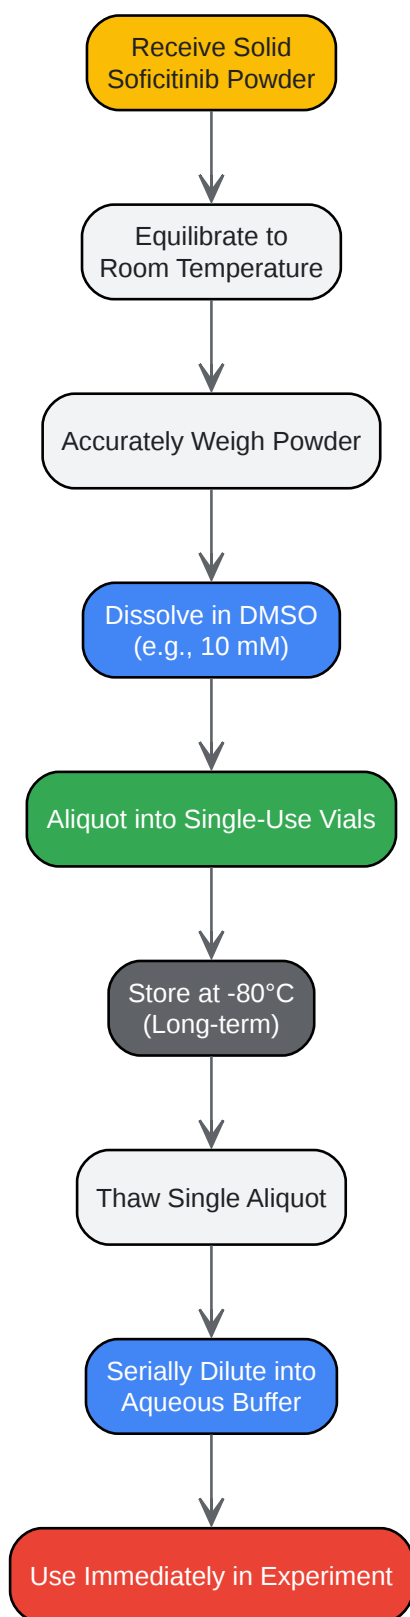 Receive Solid
Soficitinib Powder
Equilibrate to
Room Temperature
Accurately Weigh Powder
Dissolve in DMSO
(e.g., 10 mM)
Aliquot into Single-Use Vials
Store at -80°C
(Long-term)
Thaw Single Aliquot
Serially Dilute into
Aqueous Buffer
Use Immediately in Experiment